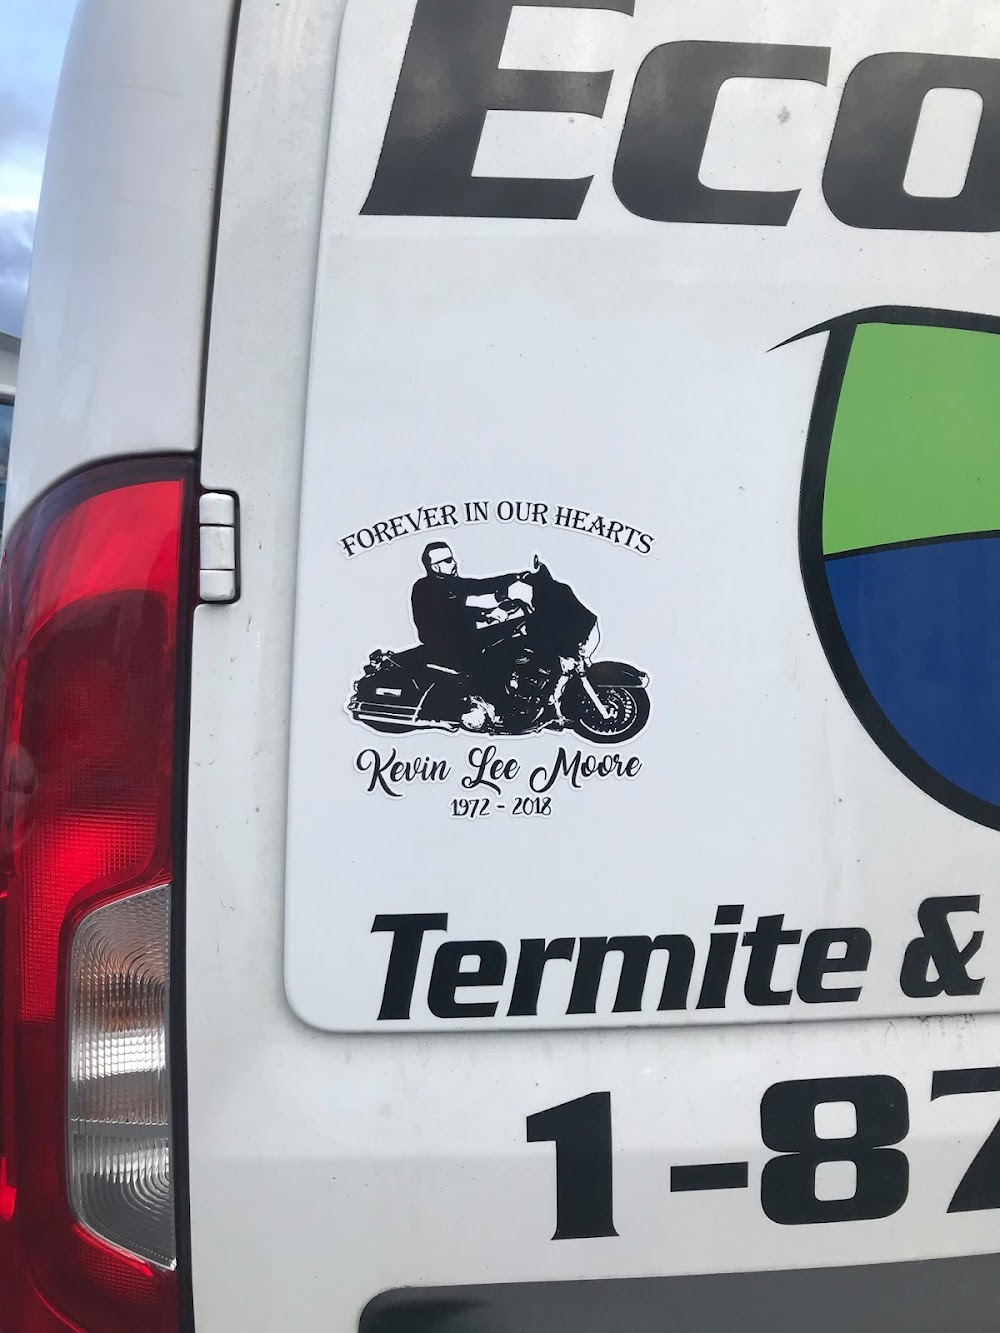 Eco
FOREVER IN OUR HEARTS
Kevin Lee Moore
1972 - 2018
Termite &
1-87